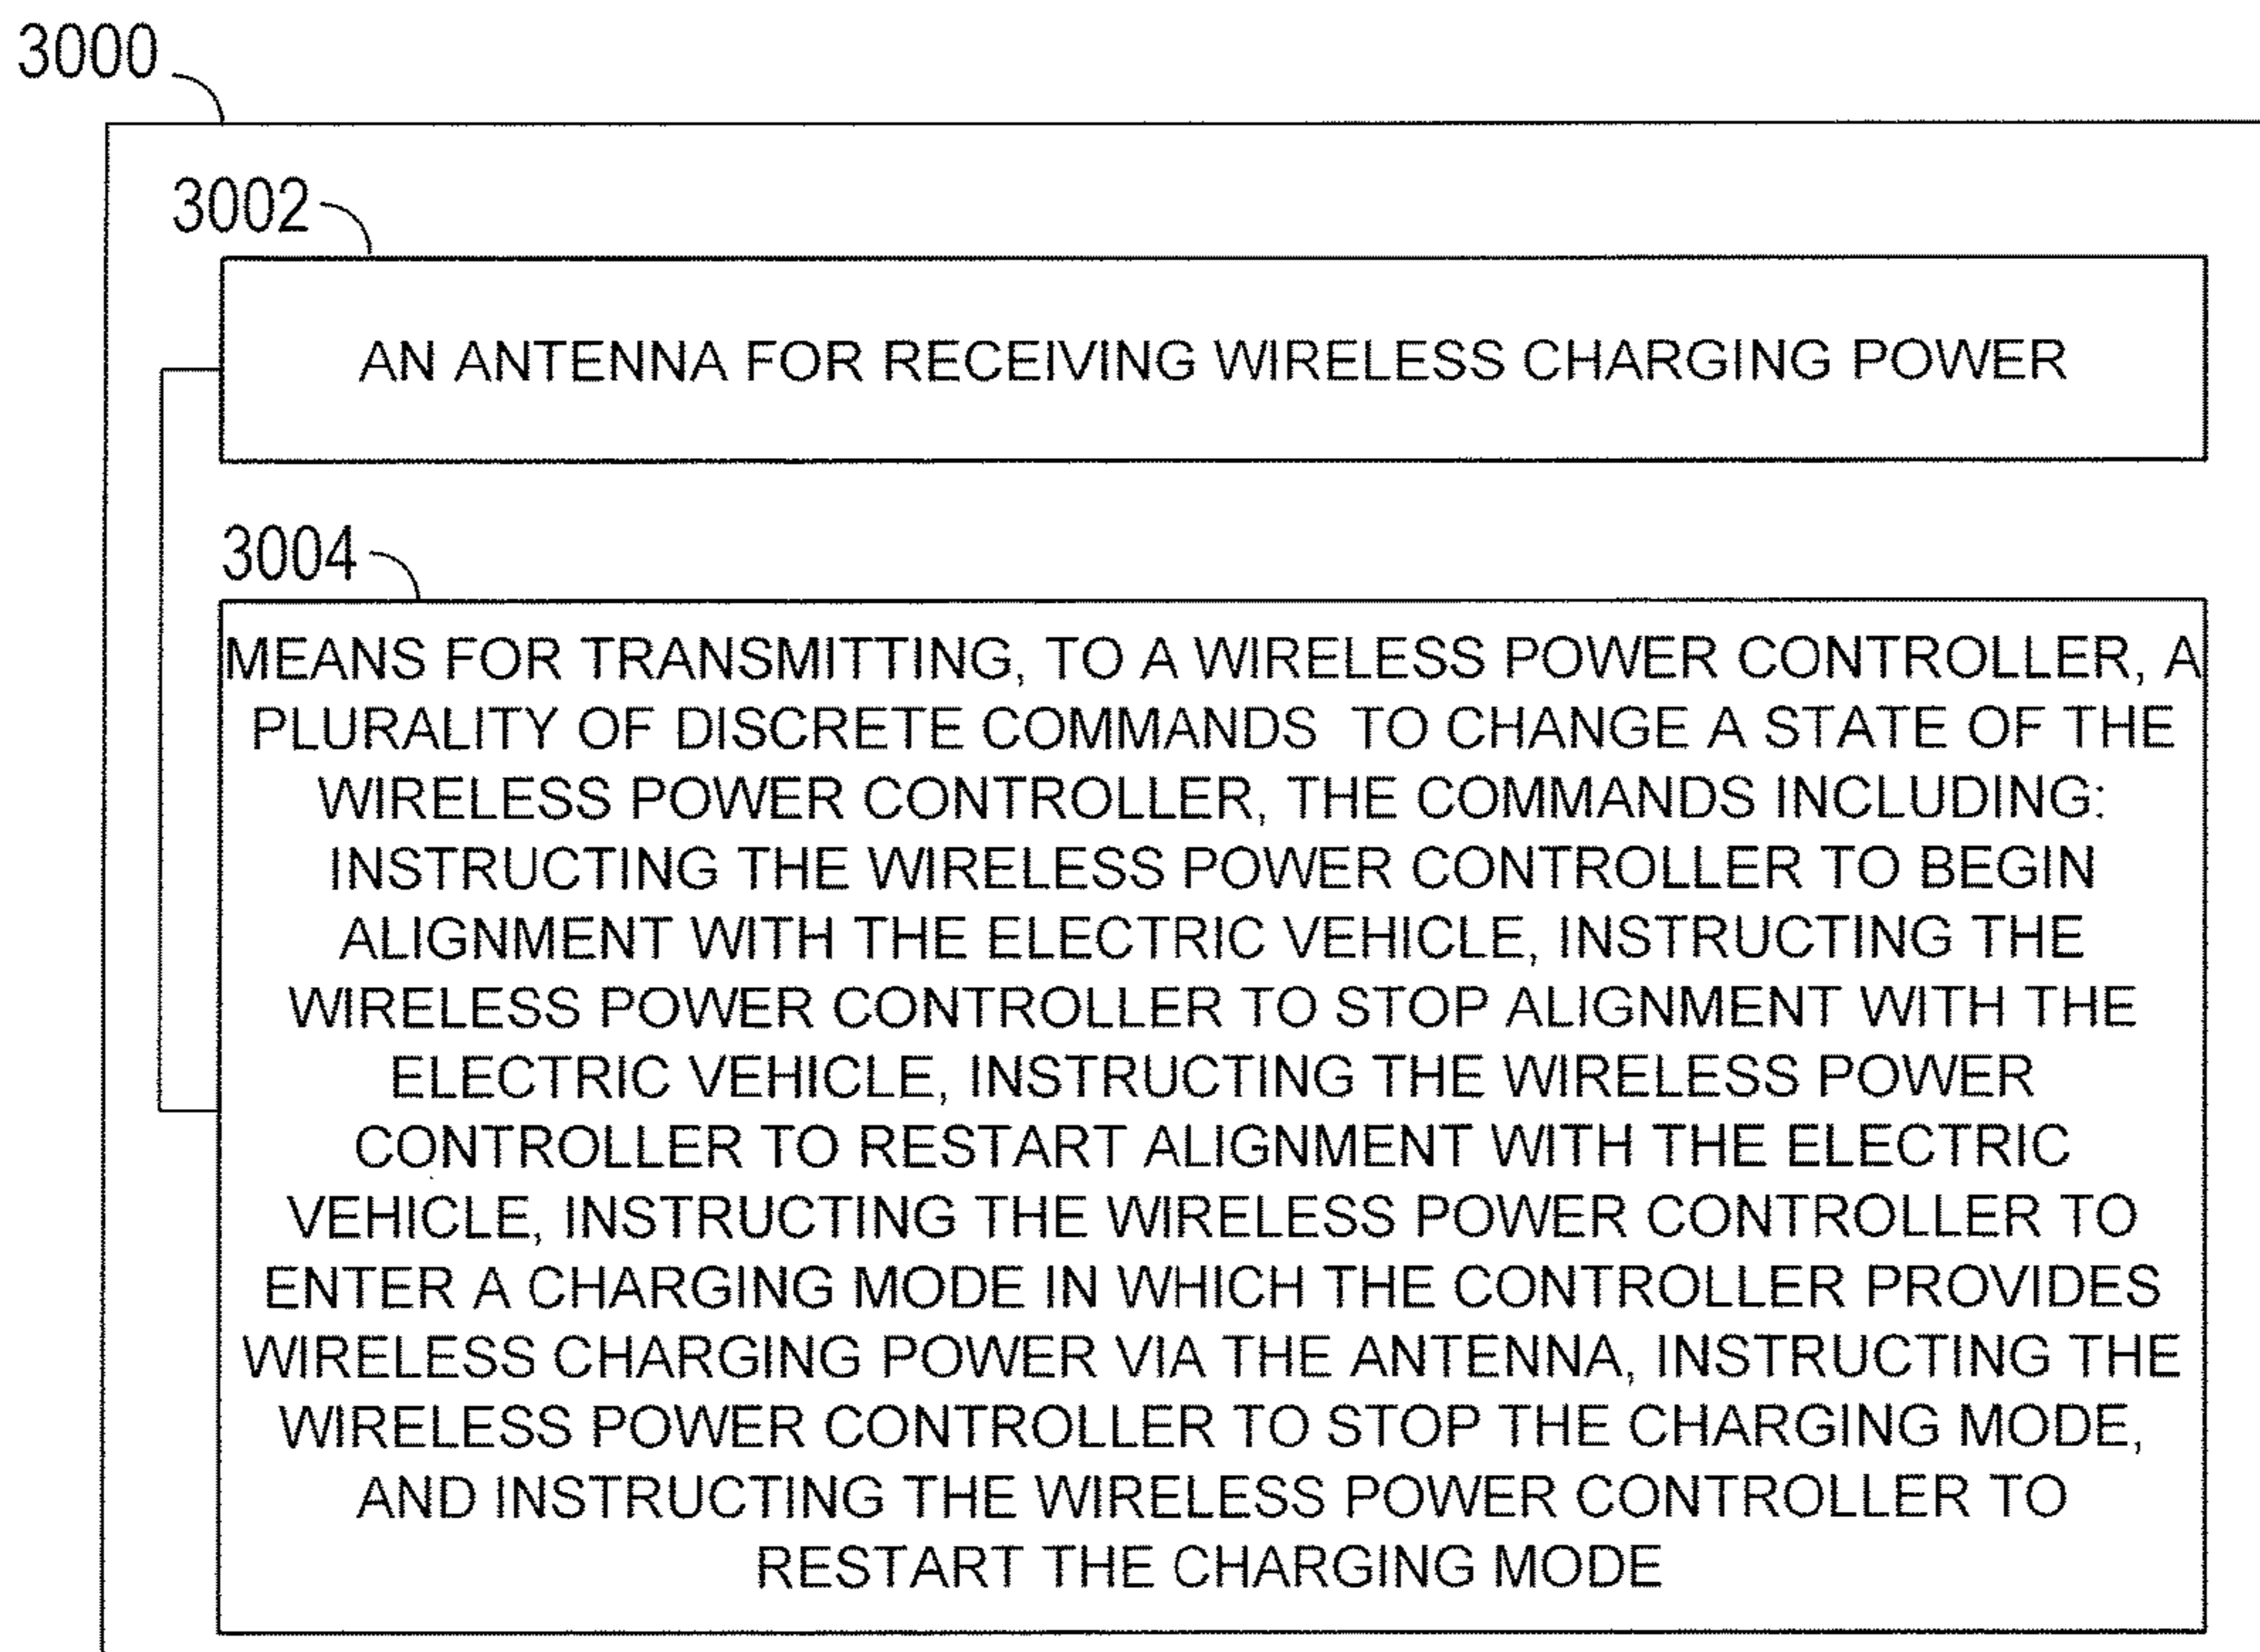 3000
3002
AN ANTENNA FOR RECEIVING WIRELESS CHARGING POWER
3004
MEANS FOR TRANSMITTING, TO A WIRELESS POWER CONTROLLER, A
PLURALITY OF DISCRETE COMMANDS TO CHANGE A STATE OF THE
WIRELESS POWER CONTROLLER, THE COMMANDS INCLUDING:
INSTRUCTING THE WIRELESS POWER CONTROLLER TO BEGIN
ALIGNMENT WITH THE ELECTRIC VEHICLE, INSTRUCTING THE
WIRELESS POWER CONTROLLER TO STOP ALIGNMENT WITH THE
ELECTRIC VEHICLE, INSTRUCTING THE WIRELESS POWER
CONTROLLER TO RESTART ALIGNMENT WITH THE ELECTRIC
VEHICLE, INSTRUCTING THE WIRELESS POWER CONTROLLER TO
ENTER A CHARGING MODE IN WHICH THE CONTROLLER PROVIDES
WIRELESS CHARGING POWER VIA THE ANTENNA, INSTRUCTING THE
WIRELESS POWER CONTROLLER TO STOP THE CHARGING MODE,
AND INSTRUCTING THE WIRELESS POWER CONTROLLER TO
RESTART THE CHARGING MODE